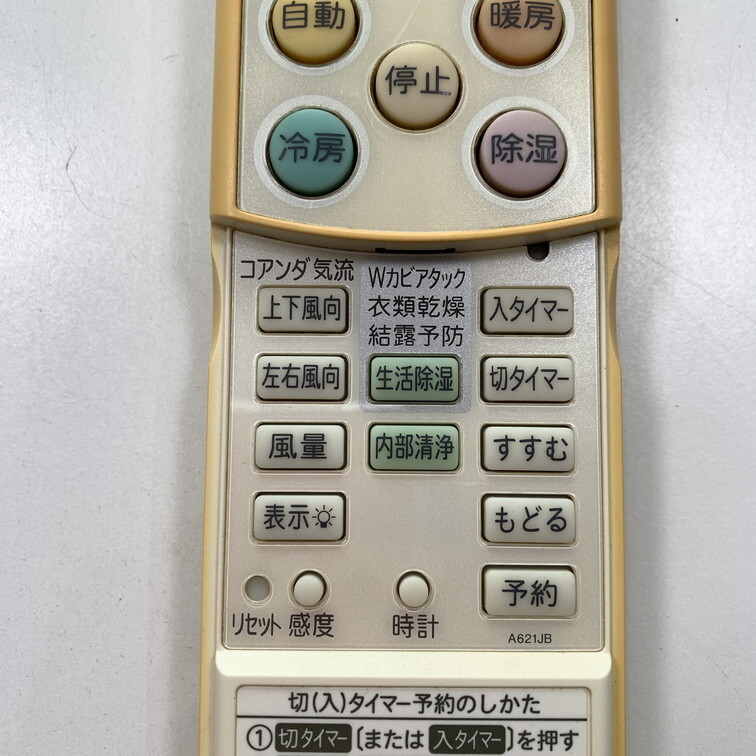 自動
暖房
停止
冷房
除湿
コアンダ気流
Wカビアタック
衣類乾燥
結露予防
上下風向
入タイマー
左右風向
生活除湿
切タイマー
風量
内部清浄
すすむ
表示
もどる
予約
リセット
感度
時計
A621JB
切(入)タイマー予約のしかた
①切タイマー(または入タイマー)を押す